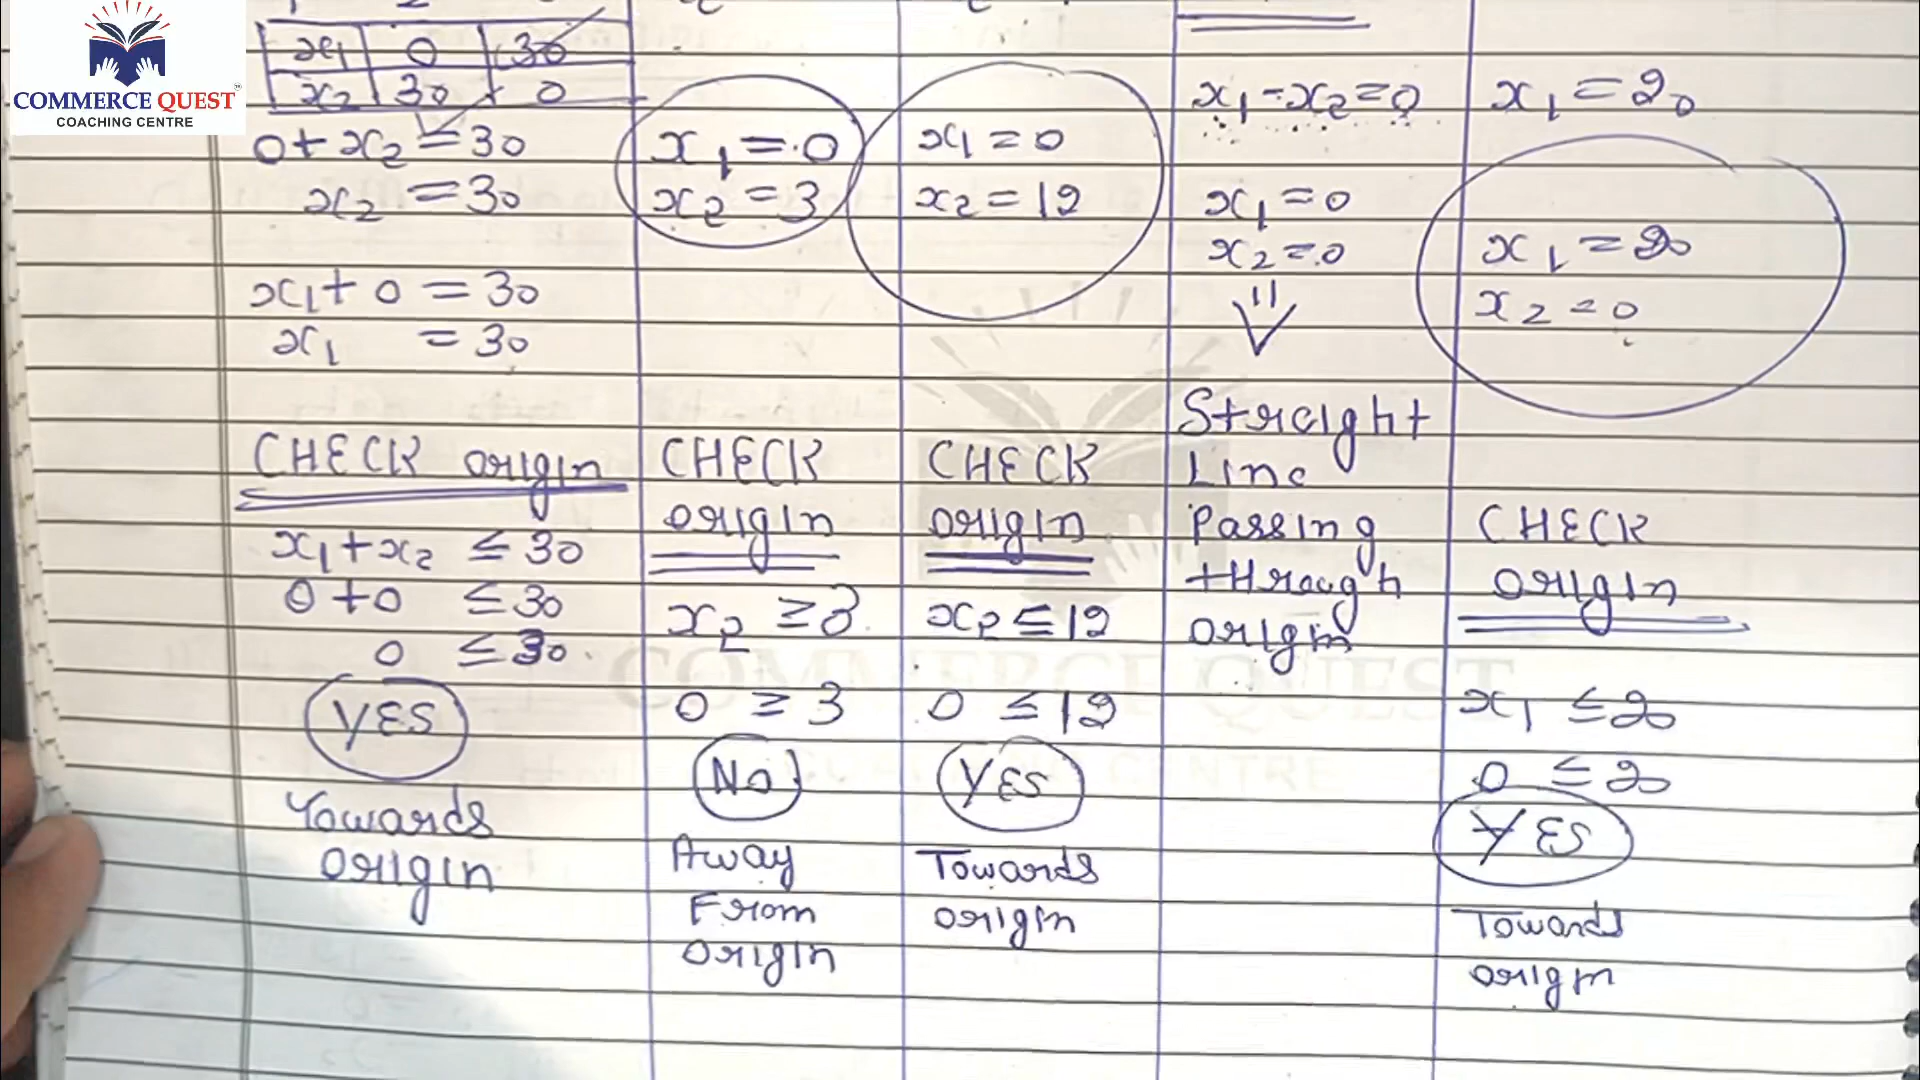 COMMERCE QUEST
COACHING CENTRE
x₁ 0 30
x₂ 30 0
0+x₂ = 30
x₂ = 30
x₁+0 = 30
x₁ = 30
CHECK origin
x₁+x₂ ≤ 30
0+0 ≤ 30
0 ≤ 30
YES
Towards
origin
x₁ = 0
x₂ = 3
CHECK
origin
x₂ ≥ 3
0 ≥ 3
NO
Away
From
origin
x₁ = 0
x₂ = 12
CHECK
origin
x₂ ≤ 12
0 ≤ 12
YES
Towards
origin
x₁-x₂=0
x₁ = 0
x₂ = 0
Straight
Line
Passing
through
origin
x₁ = 20
x₁ = 20
x₂ = 0
CHECK
origin
x₁ ≤ 20
0 ≤ 20
YES
Towards
origin
COMMERCE QUEST
COACHING CENTRE